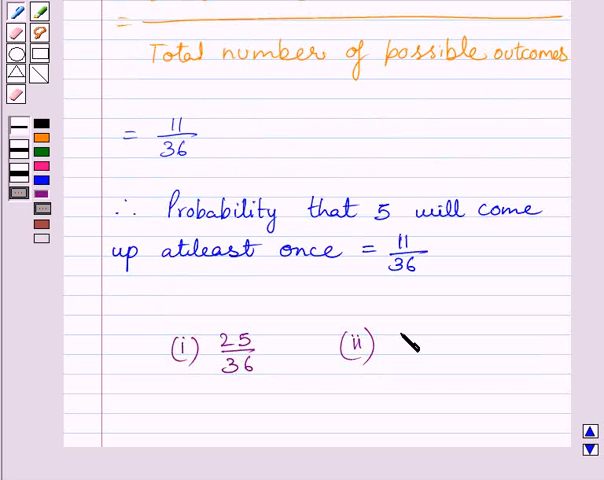 =
Total number of possible outcomes
= 11/36
∴ Probability that 5 will come
up atleast once = 11/36
(i) 25/36 (ii)